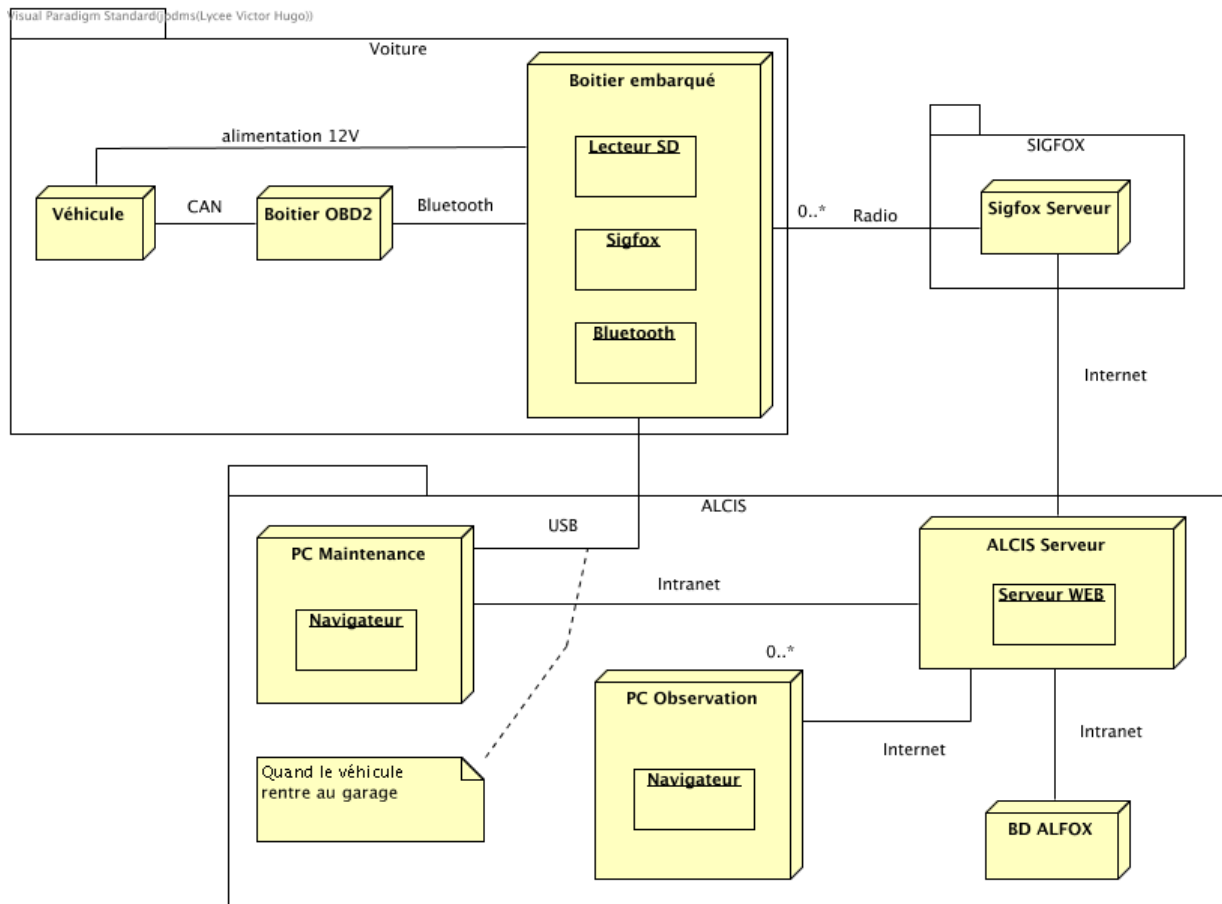 Visual Paradigm Standard(jbdms(Lycee Victor Hugo))
Voiture
Boitier embarqué
alimentation 12V
Lecteur SD
SIGFOX
Véhicule
CAN
Boitier OBD2
Bluetooth
0..*
Radio
Sigfox Serveur
Sigfox
Bluetooth
Internet
ALCIS
USB
PC Maintenance
ALCIS Serveur
Intranet
Serveur WEB
Navigateur
0..*
PC Observation
Intranet
Internet
Quand le véhicule
rentre au garage
Navigateur
BD ALFOX